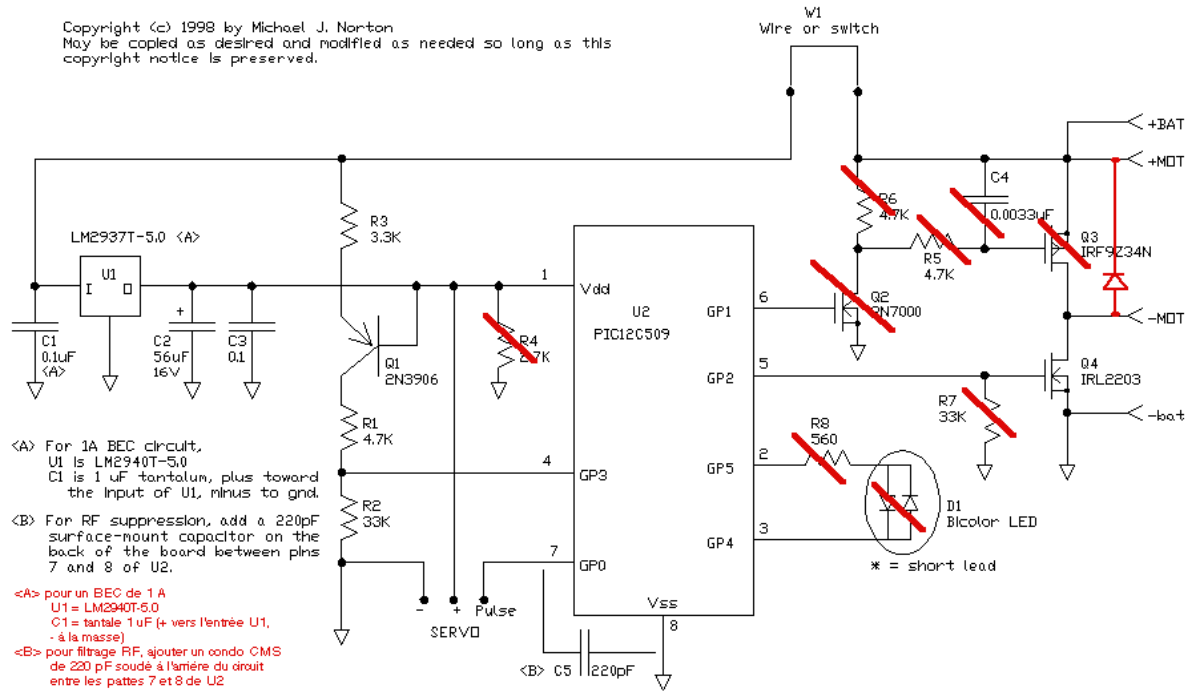 Copyright (c) 1998 by Michael J. Norton
May be copied as desired and modified as needed so long as this
copyright notice is preserved.
W1
Wire or switch
+BAT
+MOT
C4
0.0033uF
R6
4.7K
R3
3.3K
LM2937T-5.0 <A>
U1
I O
R5
4.7K
Q3
IRF9Z34N
1
Vdd
U2
PIC12C509
6
GP1
Q2
2N7000
-MOT
C1
0.1uF
<A>
+
C2
56uF
16V
C3
0.1
Q1
2N3906
R4
2.7K
5
GP2
Q4
IRL2203
R7
33K
-bat
R1
4.7K
R8
560
<A> For 1A BEC circuit,
U1 is LM2940T-5.0
C1 is 1 uF tantalum, plus toward
the input of U1, minus to gnd.
4
GP3
2
GP5
R2
33K
D1
Bicolor LED
<B> For RF suppression, add a 220pF
surface-mount capacitor on the
back of the board between pins
7 and 8 of U2.
3
GP4
7
GP0
* = short lead
<A> pour un BEC de 1 A
U1 = LM2940T-5.0
C1 = tantale 1 uF (+ vers l'entrée U1,
- à la masse)
<B> pour filtrage RF, ajouter un condo CMS
de 220 pF soudé à l'arrière du circuit
entre les pattes 7 et 8 de U2
- + Pulse
SERVO
Vss
8
<B> C5 220pF